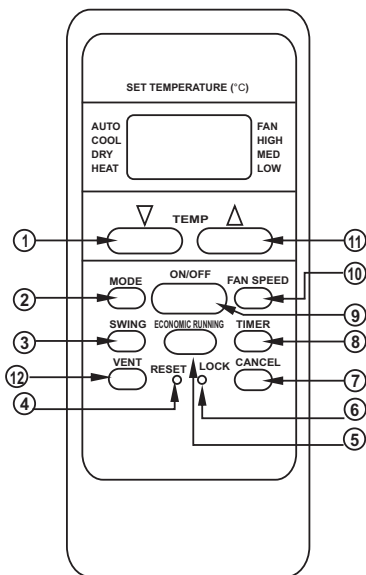 SET TEMPERATURE (°C)
AUTO FAN
COOL HIGH
DRY MED
HEAT LOW
TEMP
1 11
MODE ON/OFF FAN SPEED 10
2
9
SWING ECONOMIC RUNNING TIMER
3 8
VENT RESET LOCK CANCEL
12 7
4 6
5